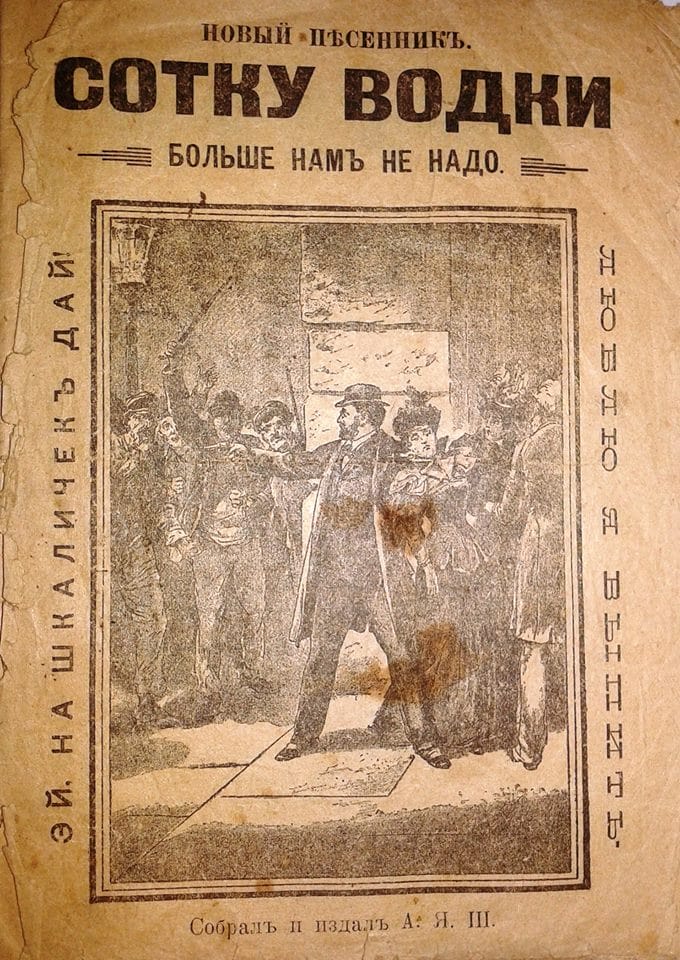 НОВЫЙ ПѢСЕННИКЪ.
СОТКУ ВОДКИ
БОЛЬШЕ НАМЪ НЕ НАДО.
ЭЙ, НА ШКАЛИЧЕКЪ ДАЙ!
ЛЮБЛЮ Я ВЫПИТЬ.
Собралъ и издалъ А. Я. Ш.